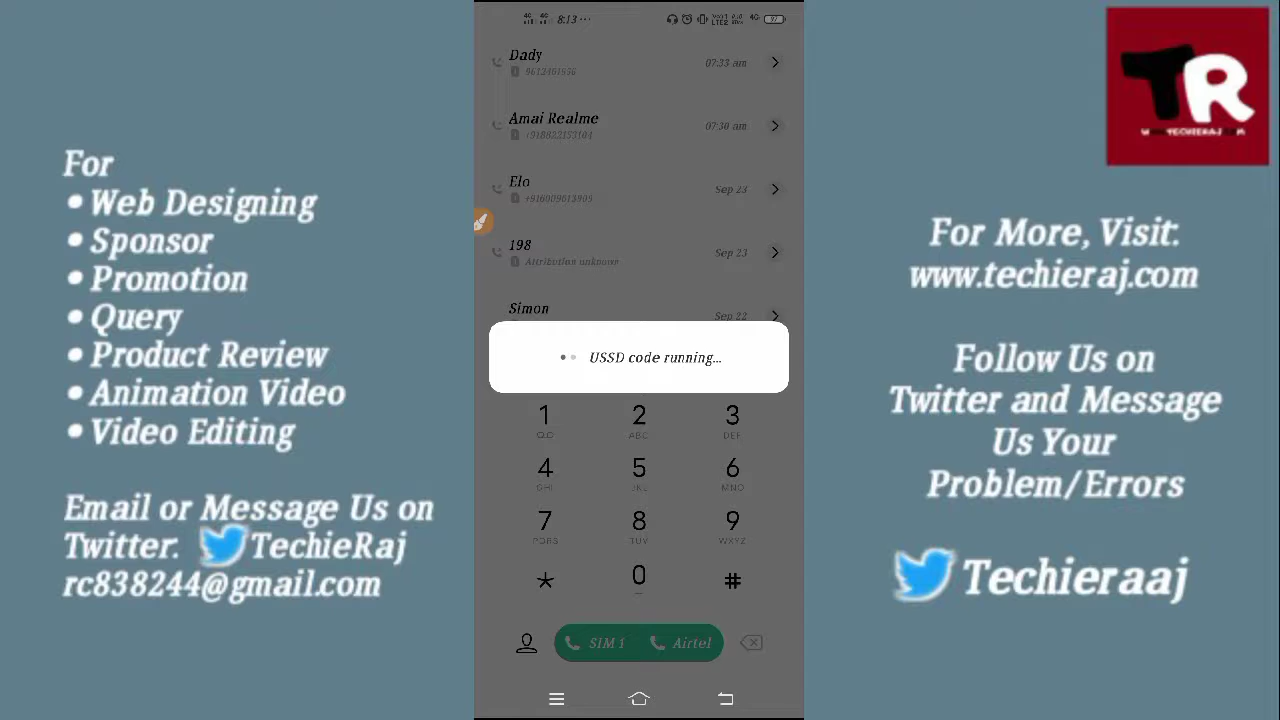 For
• Web Designing
• Sponsor
• Promotion
• Query
• Product Review
• Animation Video
• Video Editing
Email or Message Us on
Twitter. TechieRaj
rc838244@gmail.com
4G 4G 8:13 ···
4G
Dady
07:33 am
Amai Realme
07:30 am
Elo
Sep 23
198
Attribution unknown
Sep 23
Simon
Sep 22
USSD code running...
1 2 3
ABC DEF
4 5 6
GHI JKL MNO
7 8 9
PQRS TUV WXYZ
* 0 #
SIM 1 Airtel
TR
For More, Visit:
www.techieraj.com
Follow Us on
Twitter and Message
Us Your
Problem/Errors
Techieraaj